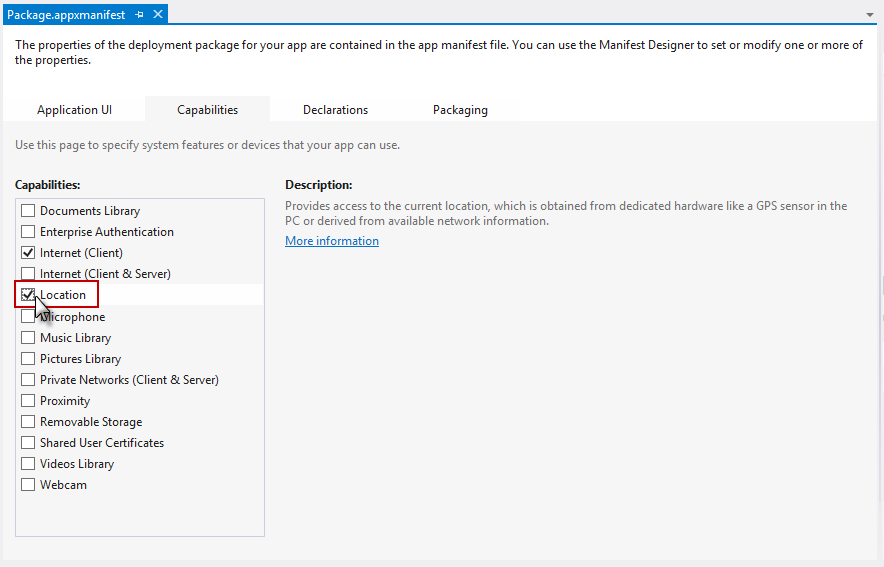 Package.appxmanifest
The properties of the deployment package for your app are contained in the app manifest file. You can use the Manifest Designer to set or modify one or more of
the properties.
Application UI
Capabilities
Declarations
Packaging
Use this page to specify system features or devices that your app can use.
Capabilities:
Documents Library
Enterprise Authentication
Internet (Client)
Internet (Client & Server)
Location
Microphone
Music Library
Pictures Library
Private Networks (Client & Server)
Proximity
Removable Storage
Shared User Certificates
Videos Library
Webcam
Description:
Provides access to the current location, which is obtained from dedicated hardware like a GPS sensor in the
PC or derived from available network information.
More information